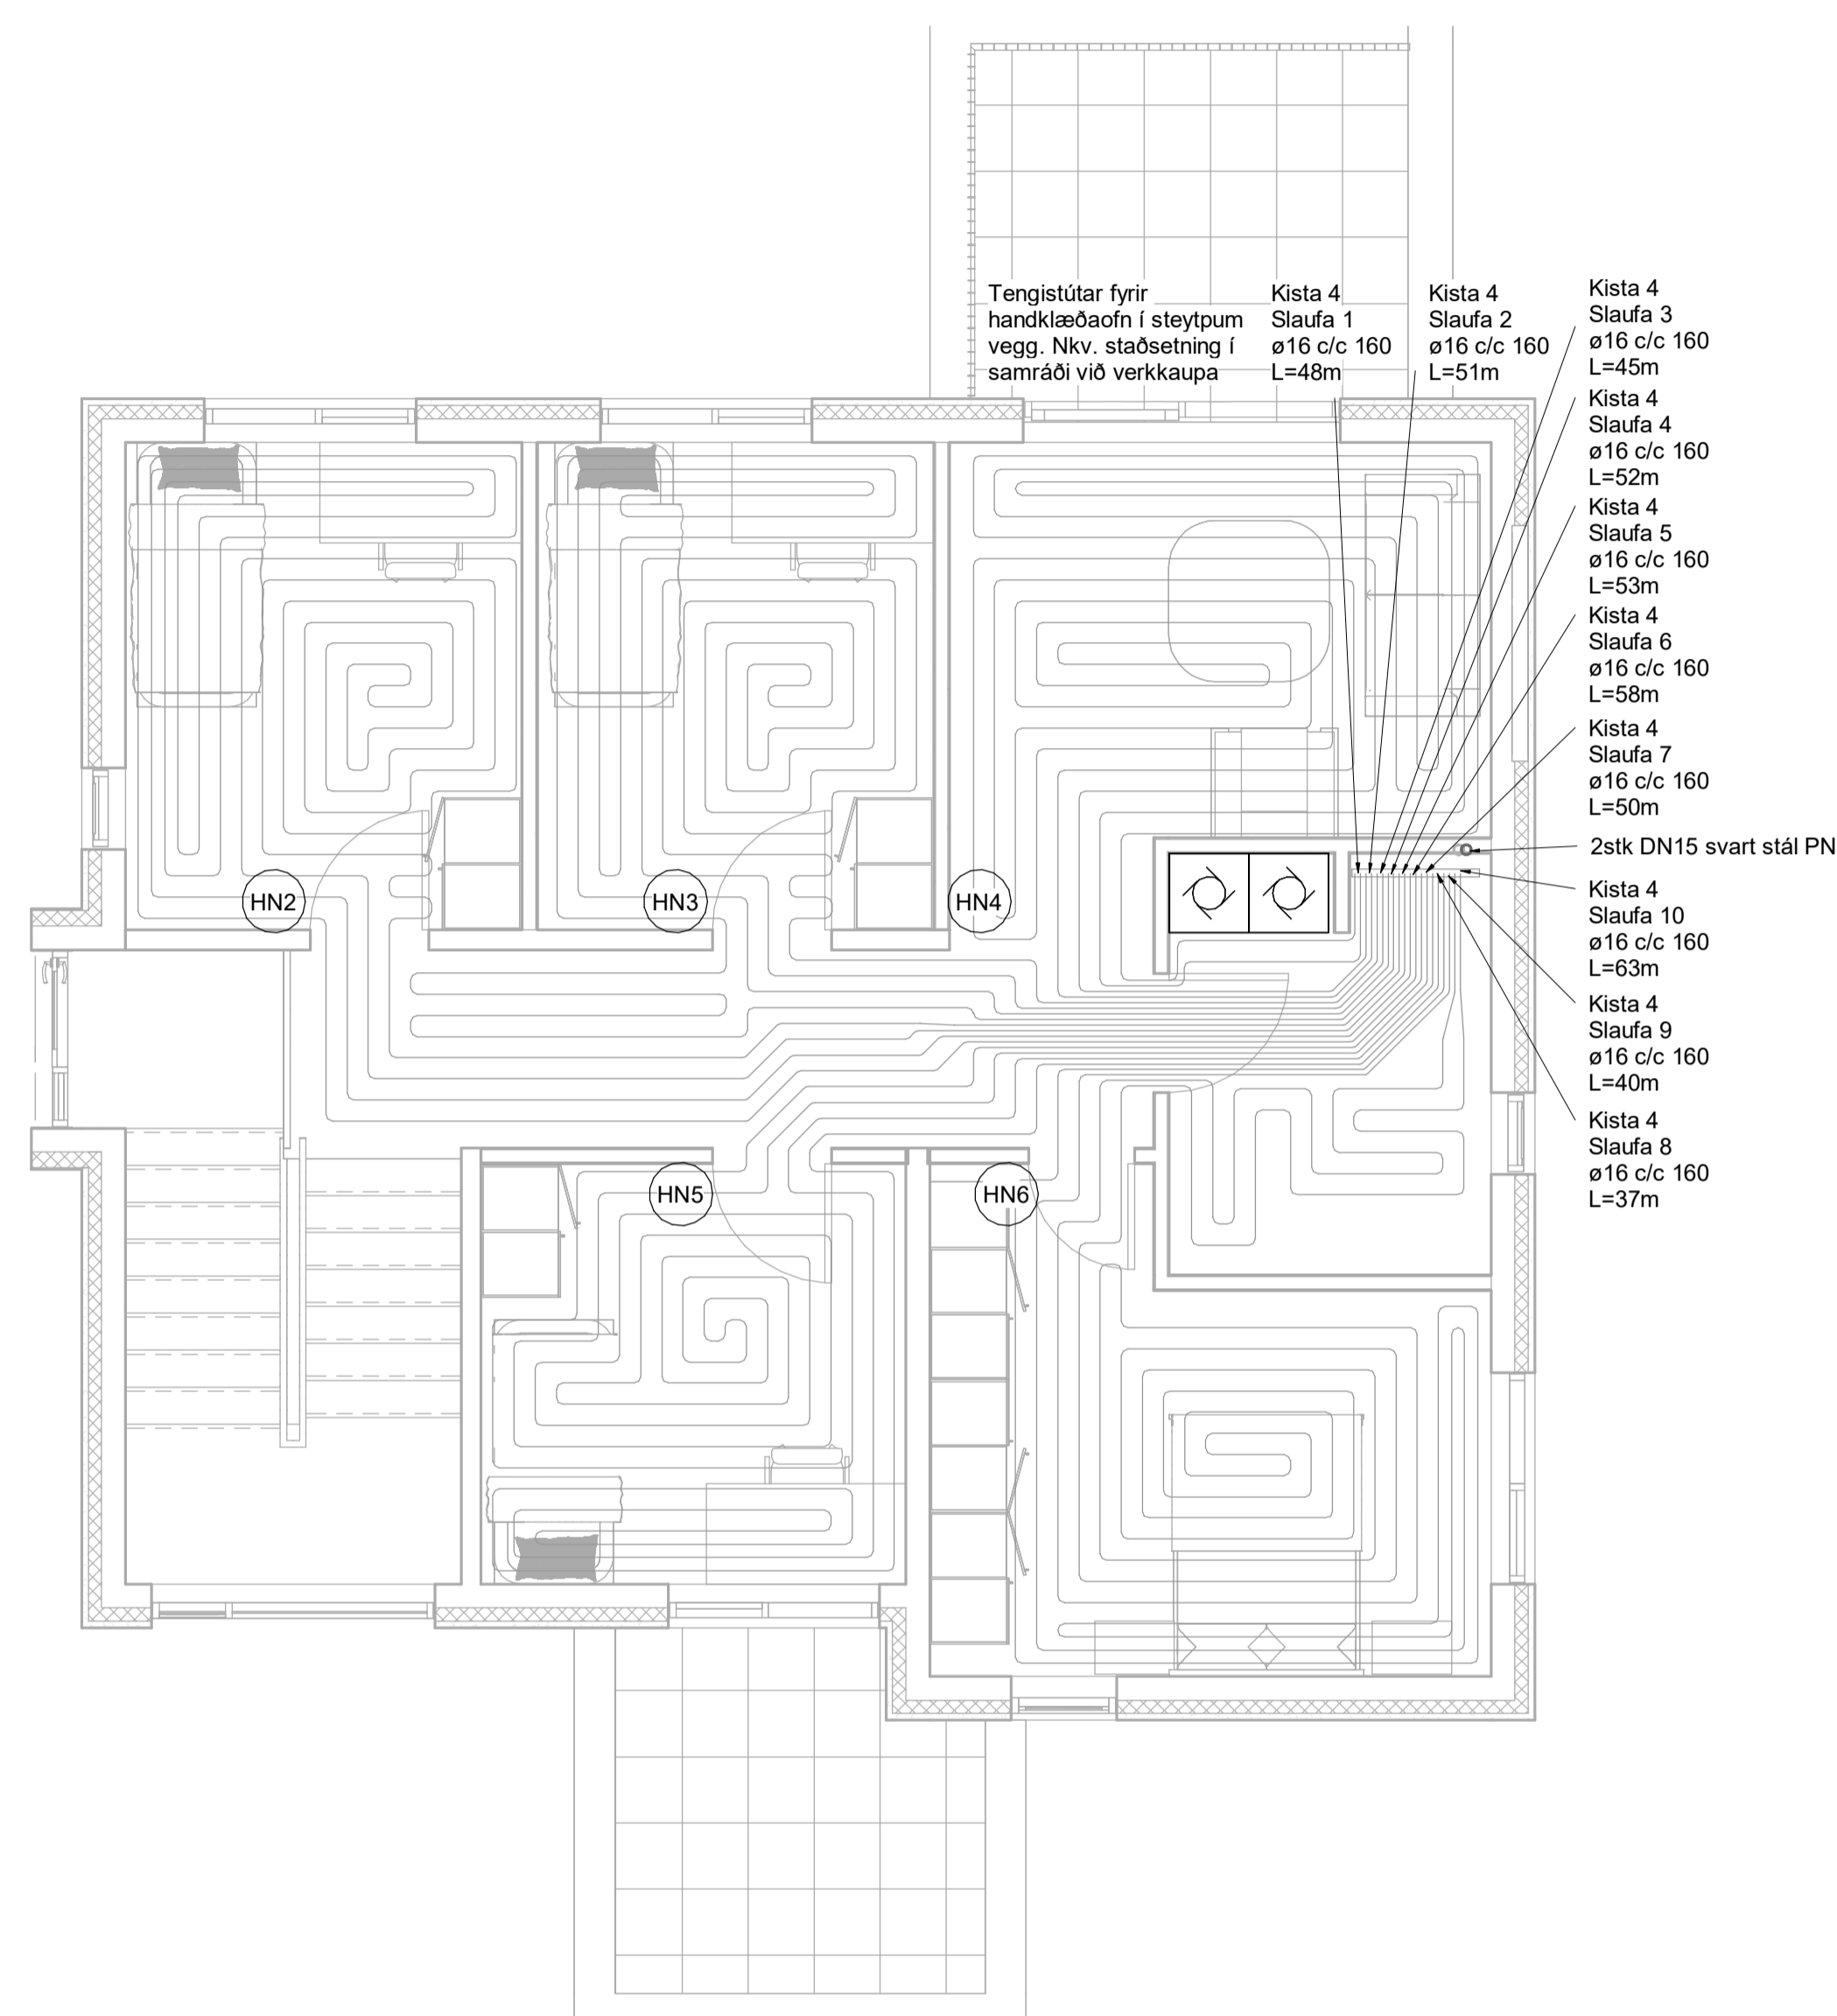 Tengistútar fyrir
handklæðaofn í steytpum
vegg. Nkv. staðsetning í
samráði við verkkaupa
Kista 4
Slaufa 1
ø16 c/c 160
L=48m
Kista 4
Slaufa 2
ø16 c/c 160
L=51m
Kista 4
Slaufa 3
ø16 c/c 160
L=45m
Kista 4
Slaufa 4
ø16 c/c 160
L=52m
Kista 4
Slaufa 5
ø16 c/c 160
L=53m
Kista 4
Slaufa 6
ø16 c/c 160
L=58m
Kista 4
Slaufa 7
ø16 c/c 160
L=50m
2stk DN15 svart stál PN
Kista 4
Slaufa 10
ø16 c/c 160
L=63m
Kista 4
Slaufa 9
ø16 c/c 160
L=40m
Kista 4
Slaufa 8
ø16 c/c 160
L=37m
HN2
HN3
HN4
HN5
HN6